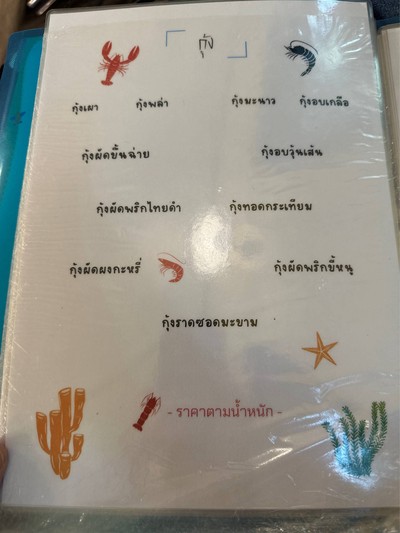 กุ้ง
กุ้งเผา กุ้งพล่า กุ้งมะนาว กุ้งอบเกลือ
กุ้งผัดขึ้นฉ่าย กุ้งอบวุ้นเส้น
กุ้งผัดพริกไทยดำ กุ้งทอดกระเทียม
กุ้งผัดผงกะหรี่ กุ้งผัดพริกขี้หนู
กุ้งราดซอดมะขาม
- ราคาตามน้ำหนัก -